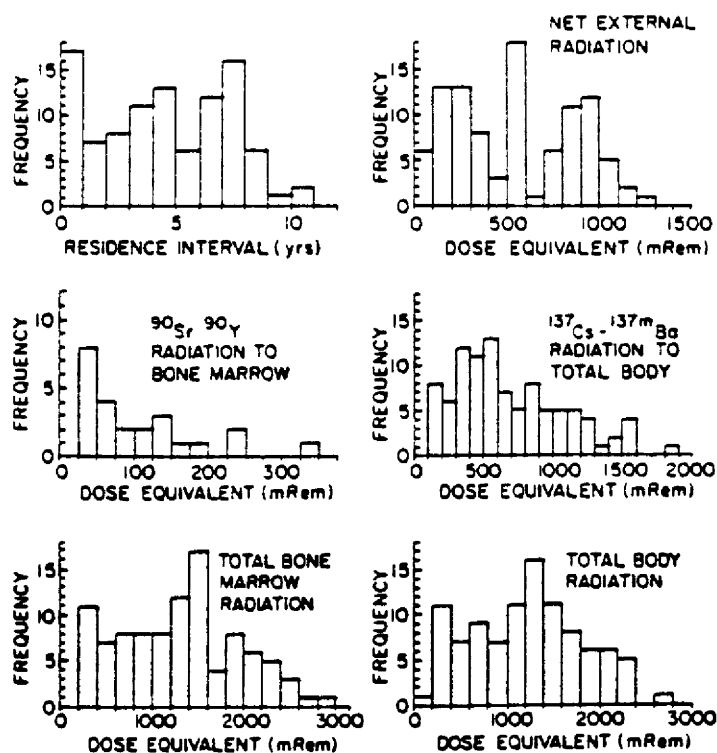 FREQUENCY
15
10
5
0
0
5
10
RESIDENCE INTERVAL (yrs)
NET EXTERNAL
RADIATION
FREQUENCY
15
10
5
0
0
500
1000
1500
DOSE EQUIVALENT (mRem)
90Sr 90Y
RADIATION TO
BONE MARROW
FREQUENCY
10
5
0
0
100
200
300
DOSE EQUIVALENT (mRem)
137Cs - 137mBa
RADIATION TO
TOTAL BODY
FREQUENCY
15
10
5
0
0
500
1000
1500
2000
DOSE EQUIVALENT (mRem)
TOTAL BONE
MARROW
RADIATION
FREQUENCY
15
10
5
0
0
1000
2000
3000
DOSE EQUIVALENT (mRem)
TOTAL BODY
RADIATION
FREQUENCY
15
10
5
0
0
1000
2000
3000
DOSE EQUIVALENT (mRem)